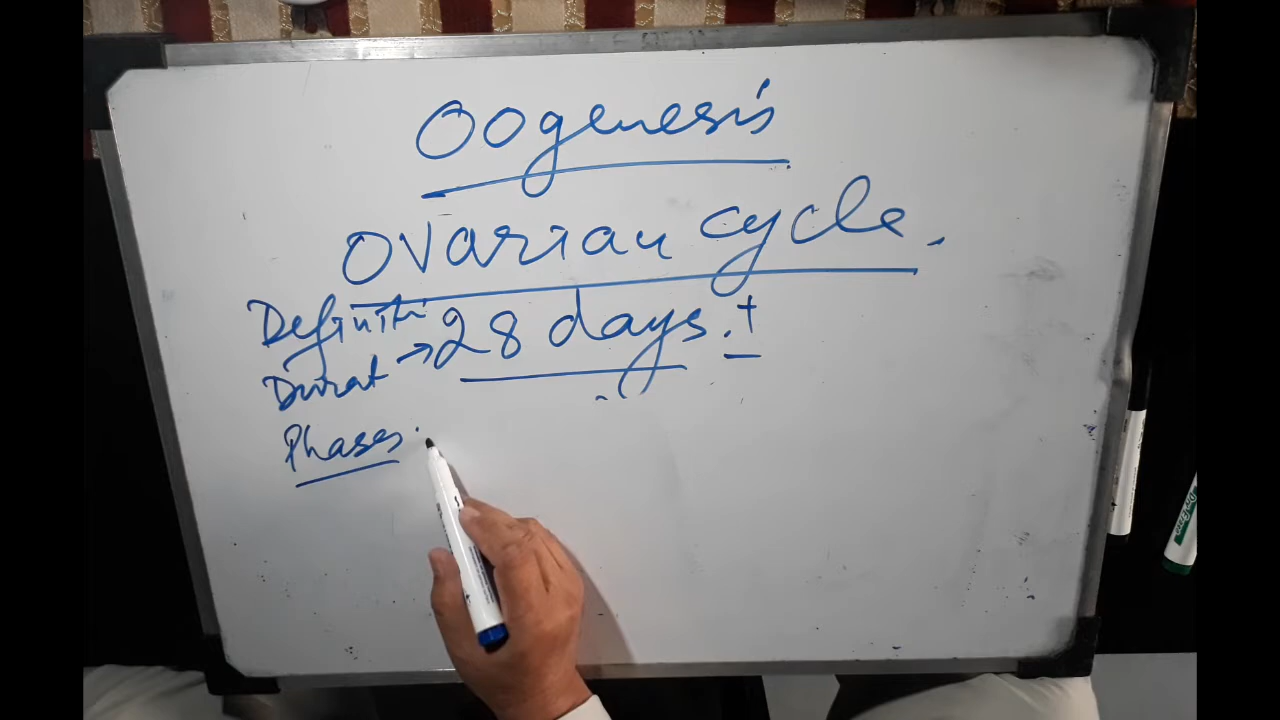 Oogenesis
Ovarian cycle.
Definiti
Durat → 28 days. ±
Phases.